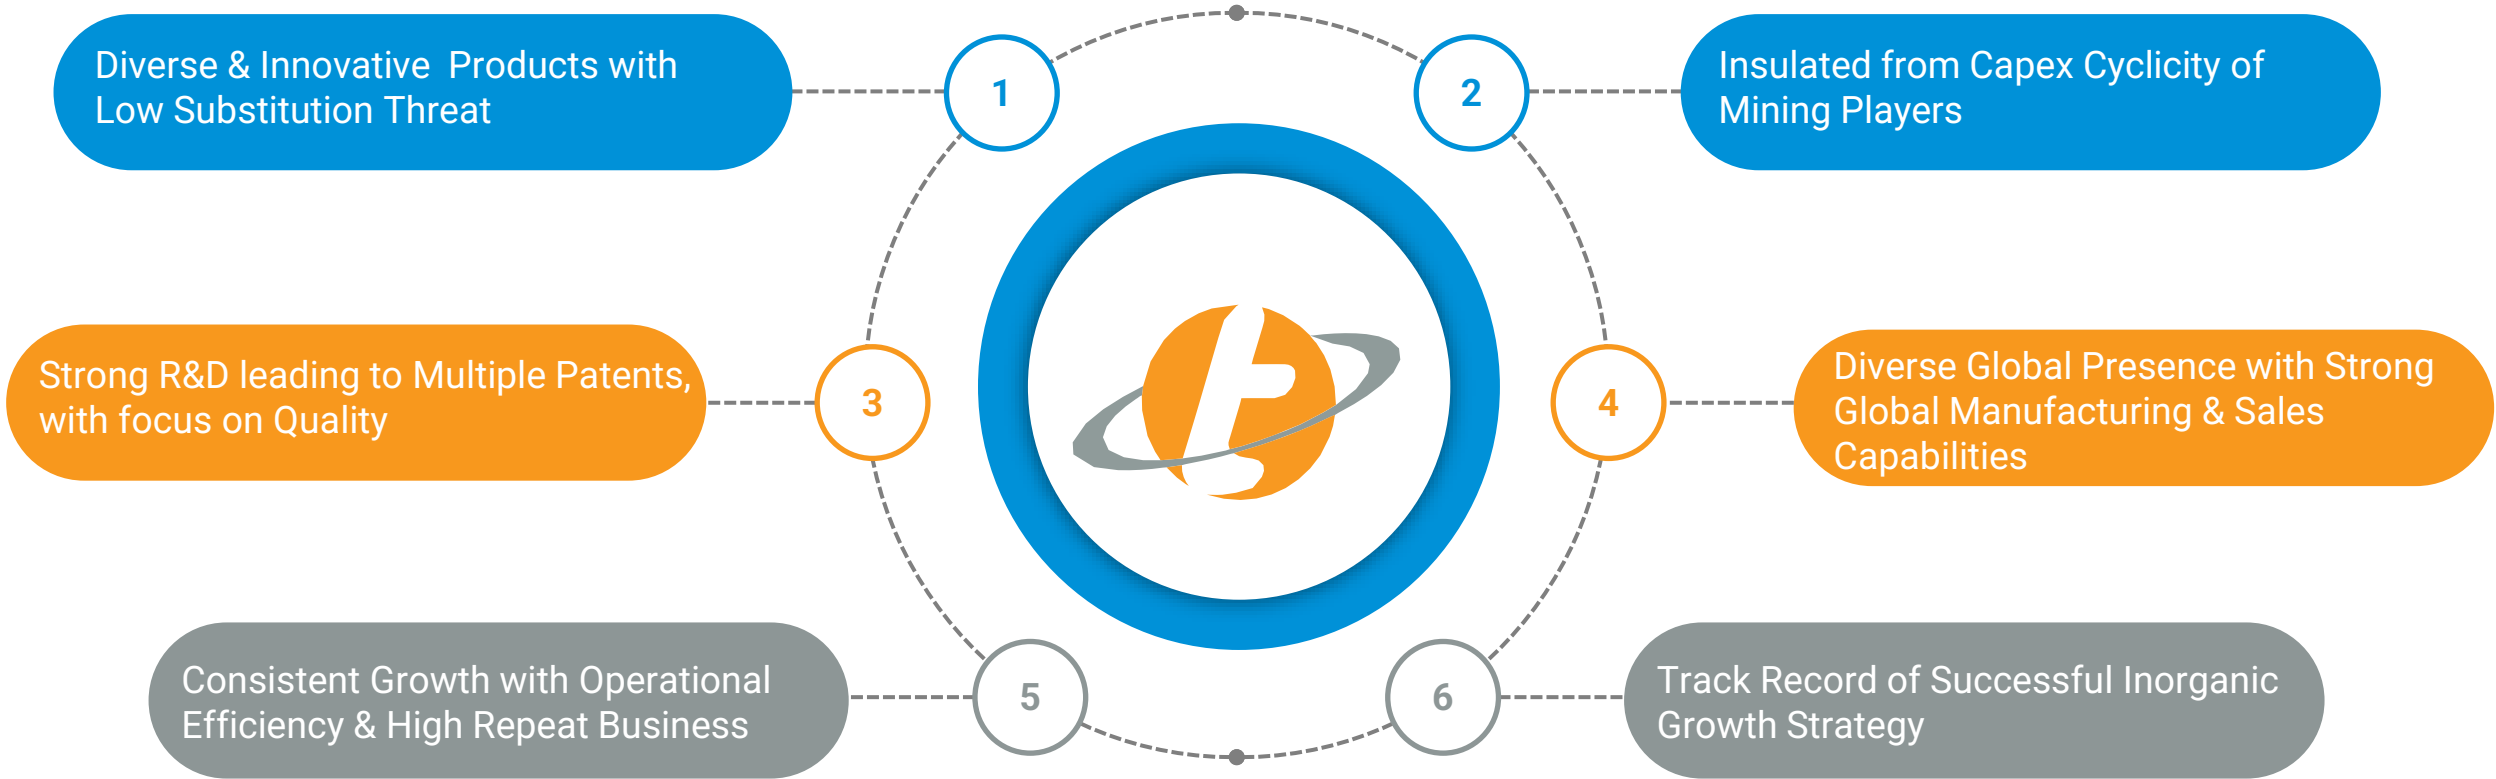 Diverse & Innovative  Products with
Low Substitution Threat
1
2
Insulated from Capex Cyclicity of
Mining Players
Strong R&D leading to Multiple Patents,
with focus on Quality
3
4
Diverse Global Presence with Strong
Global Manufacturing & Sales
Capabilities
Consistent Growth with Operational
Efficiency & High Repeat Business
5
6
Track Record of Successful Inorganic
Growth Strategy